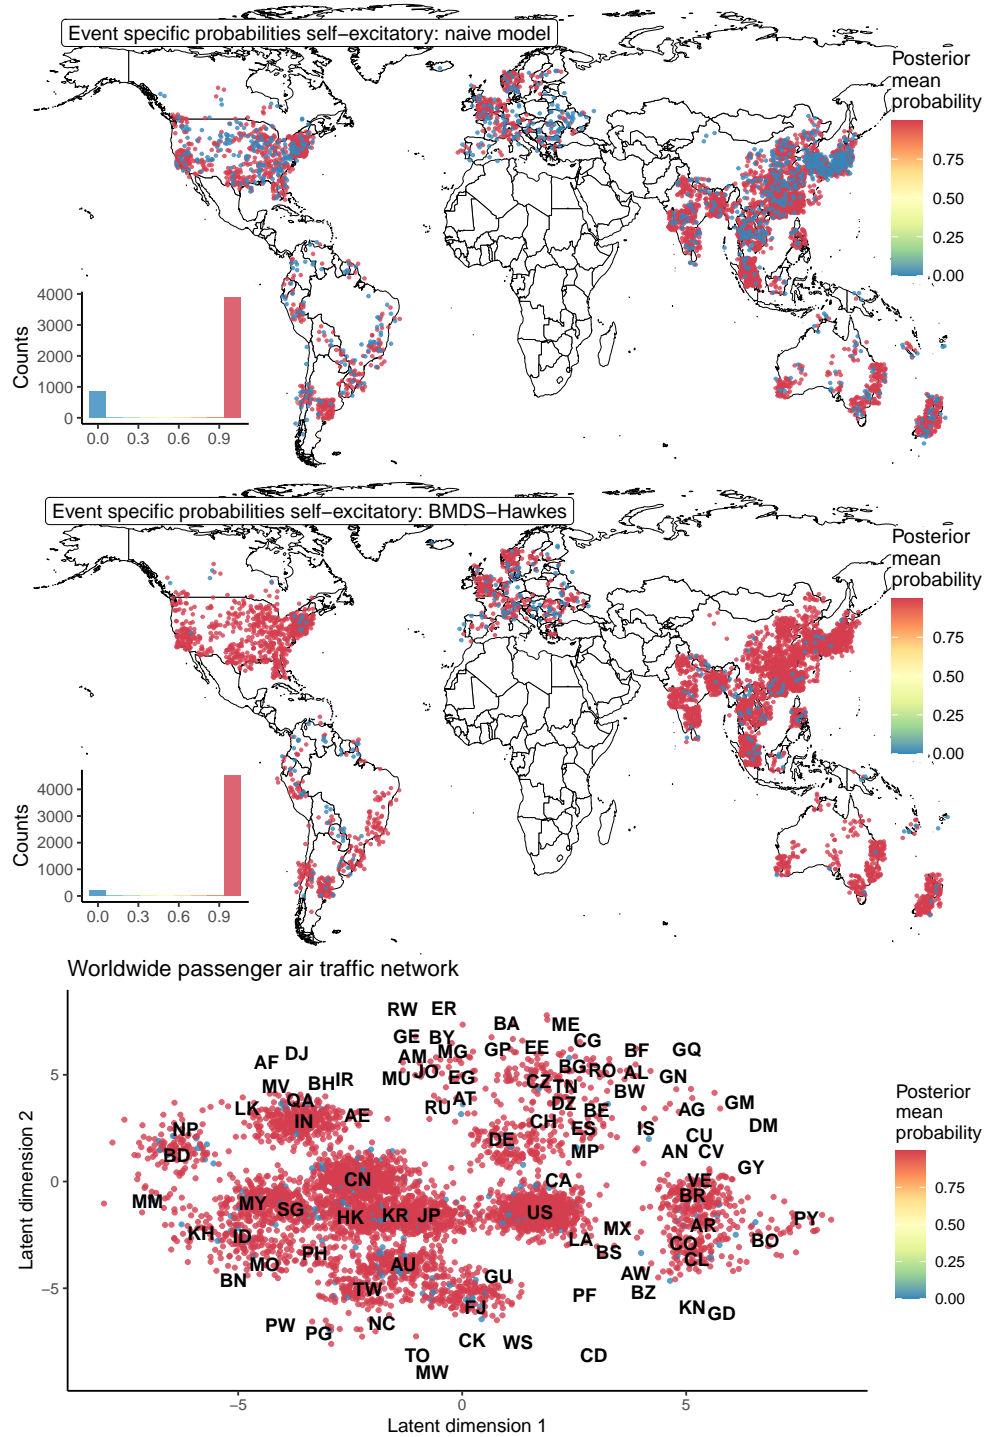 Event specific probabilities self−excitatory: naive model
Posterior
mean
probability
0.75
0.50
0.25
0.00
Counts
4000
3000
2000
1000
0
0.0 0.3 0.6 0.9
Event specific probabilities self−excitatory: BMDS−Hawkes
Posterior
mean
probability
0.75
0.50
0.25
0.00
Counts
4000
3000
2000
1000
0
0.0 0.3 0.6 0.9
Worldwide passenger air traffic network
Latent dimension 2
5
0
−5
RW ER
BA ME
GE BY CG
AM MG GP EE BF GQ
AF DJ
MV BH IR MU JO EG CZ TN BG RO AL GN
LK QA AE RU AT DZ BE BW AG GM
IN CH ES IS DM
NP DE CU
BD MP AN CV
GY
CN CA VE
MM MY SG BR
HK KR JP US AR PY
KH ID LA MX CO BO
MO PH BS CL
BN AU GU AW
TW PF BZ
FJ KN GD
PW PG NC
CK WS
TO CD
MW
−5 0 5
Latent dimension 1
Posterior
mean
probability
0.75
0.50
0.25
0.00